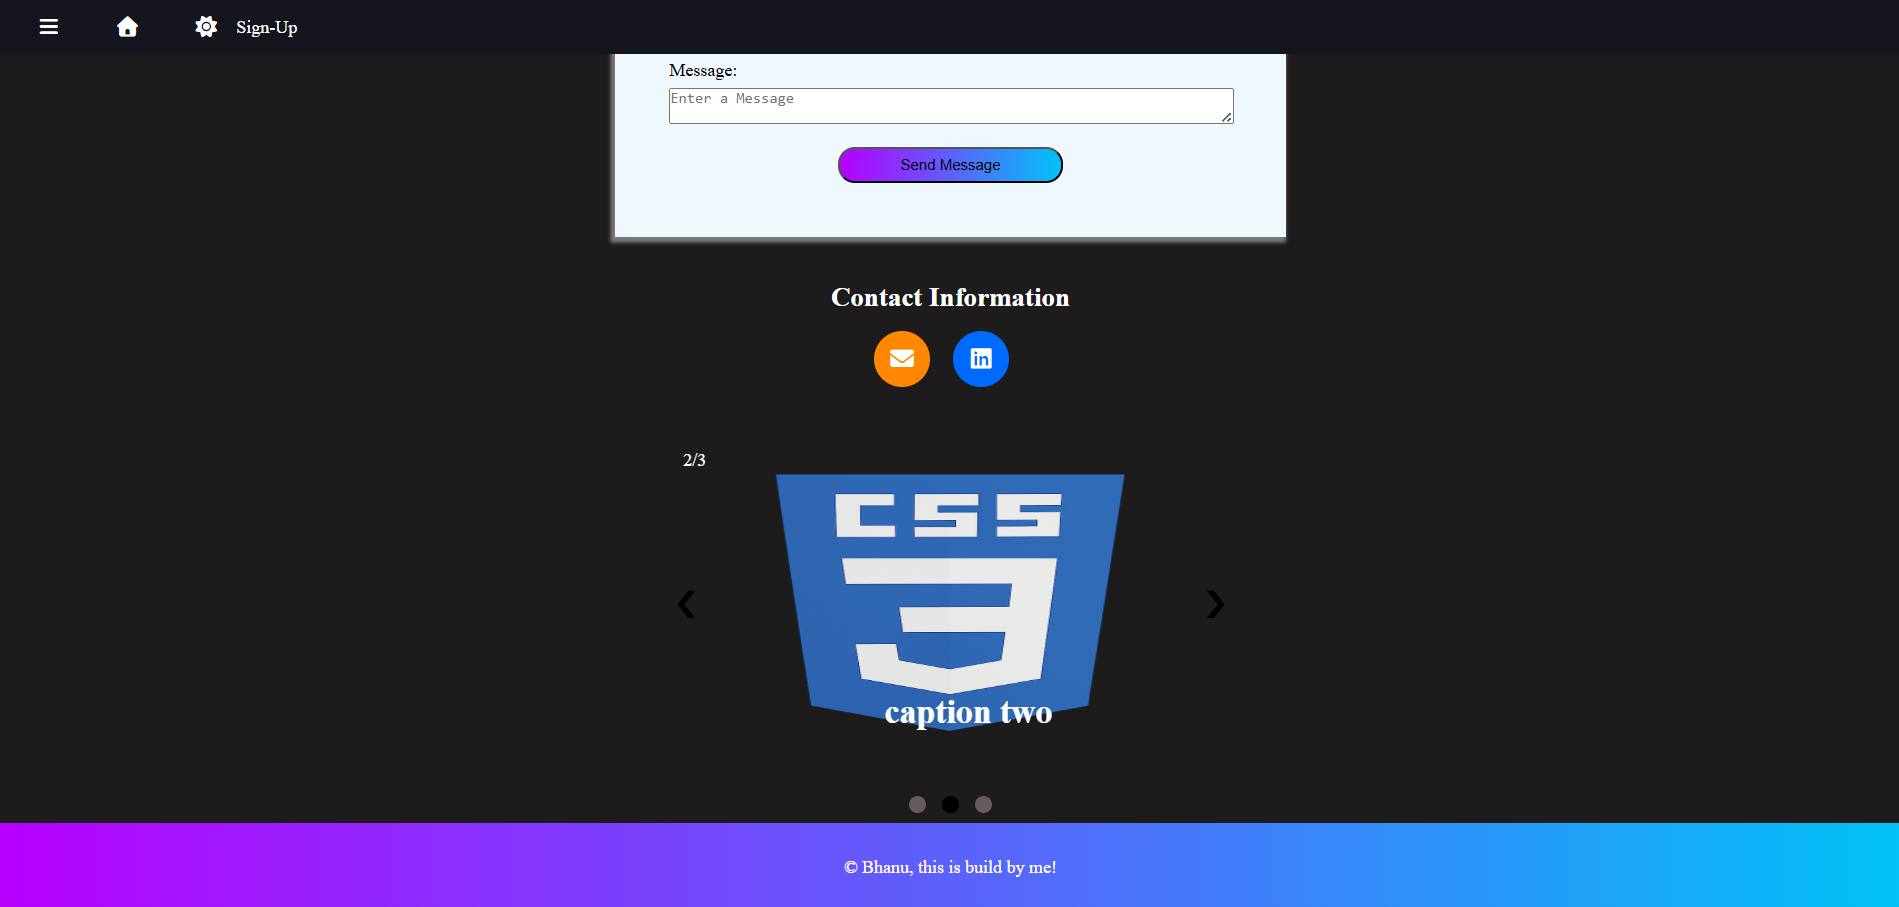 Sign-Up
Message:
Enter a Message
Send Message
Contact Information
in
2/3
CSS
3
caption two
© Bhanu, this is build by me!